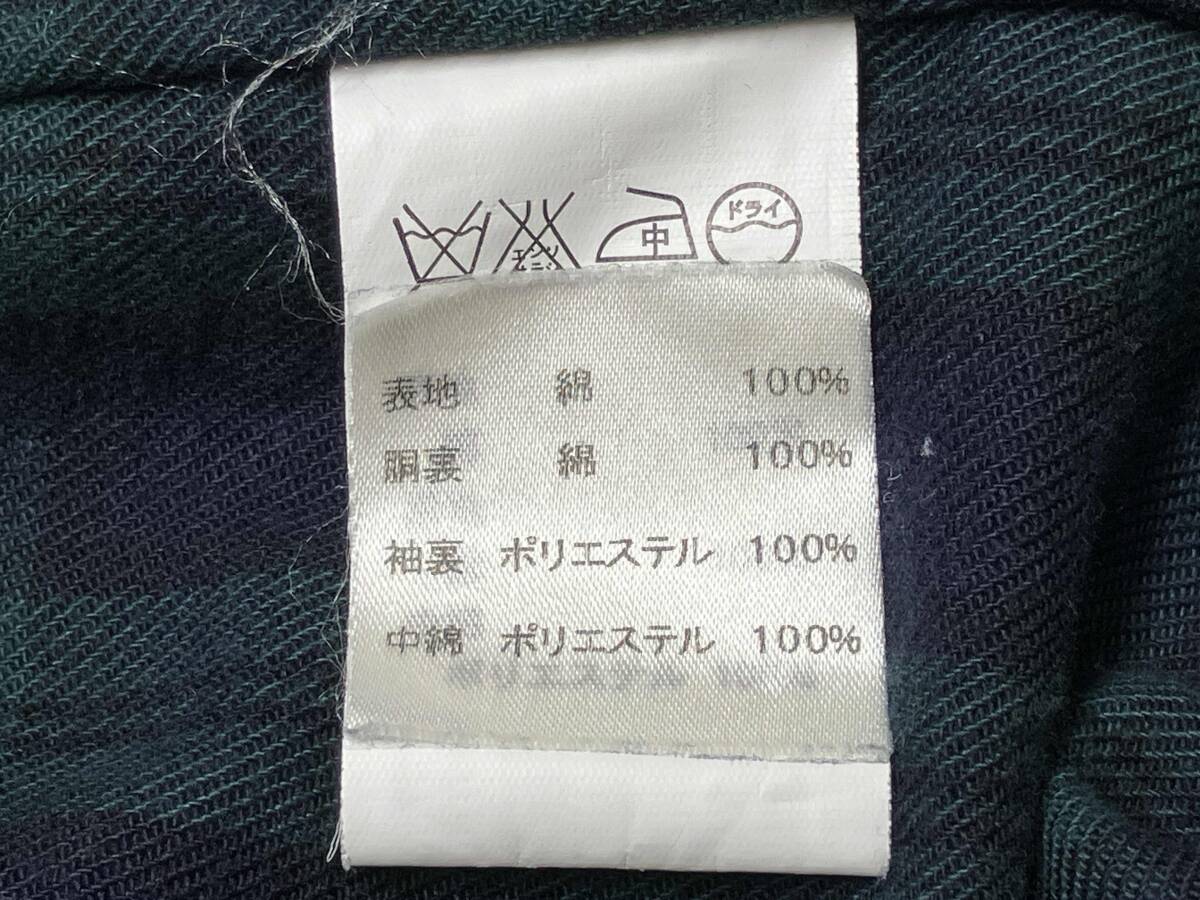 中 ドライ
表地 綿 100%
胴裏 綿 100%
袖裏 ポリエステル 100%
中綿 ポリエステル 100%